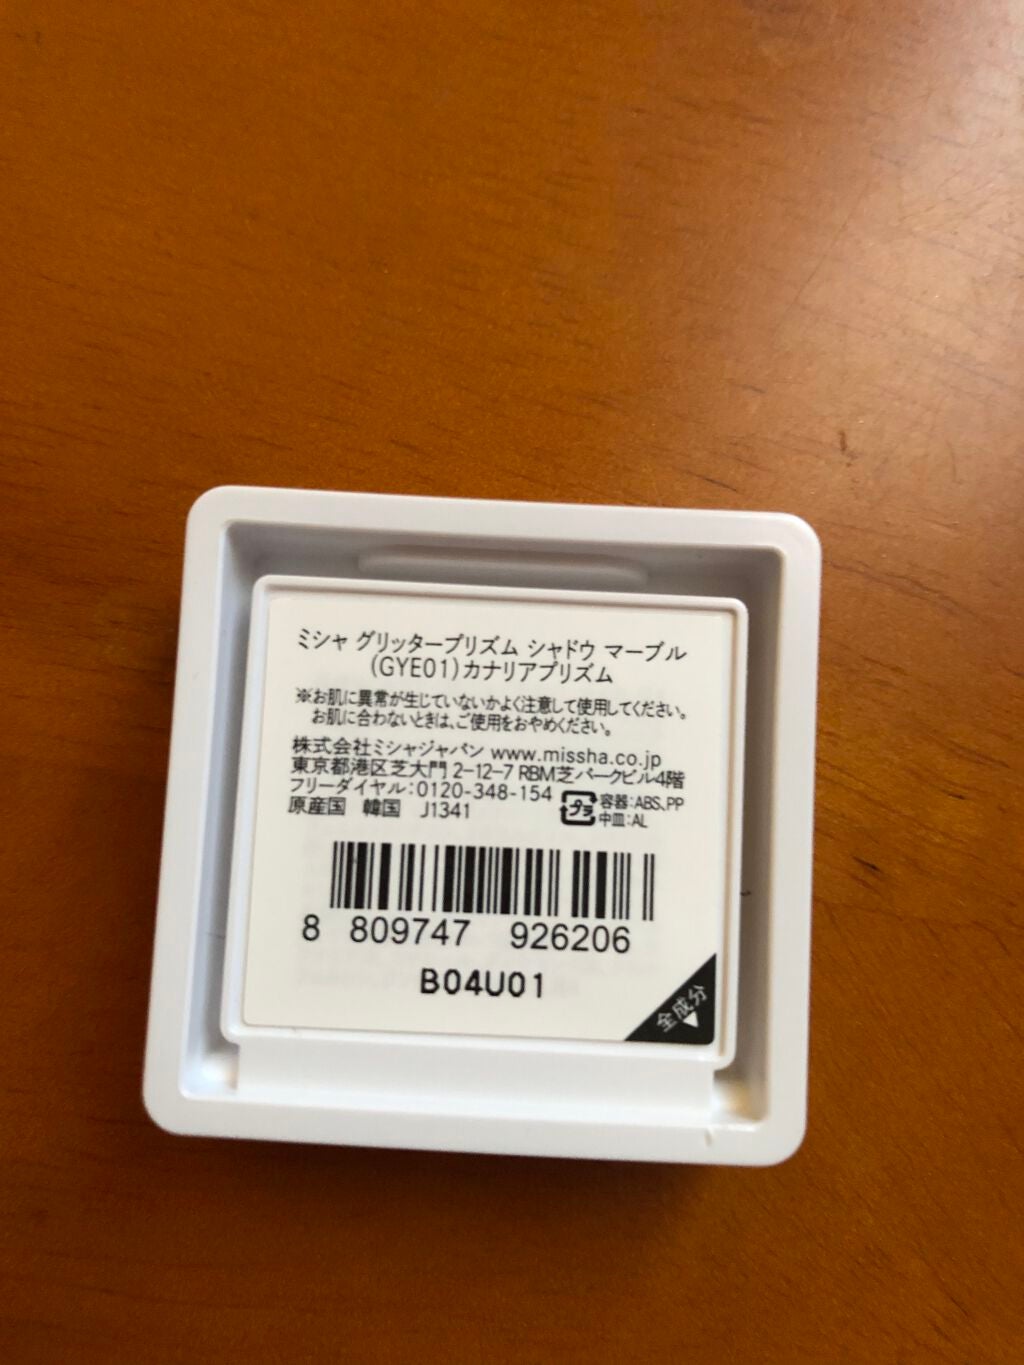 ミシャ グリッタープリズム シャドウ マーブル
(GYE01)カナリアプリズム
※お肌に異常が生じていないかよく注意して使用してください。
お肌に合わないときは、ご使用をおやめください。
株式会社ミシャジャパン www.missha.co.jp
東京都港区芝大門 2-12-7 RBM芝パークビル4階
フリーダイヤル:0120-348-154
原産国 韓国 J1341
プラ
容器:ABS、PP
中皿:AL
8 809747 926206
B04U01
全成分